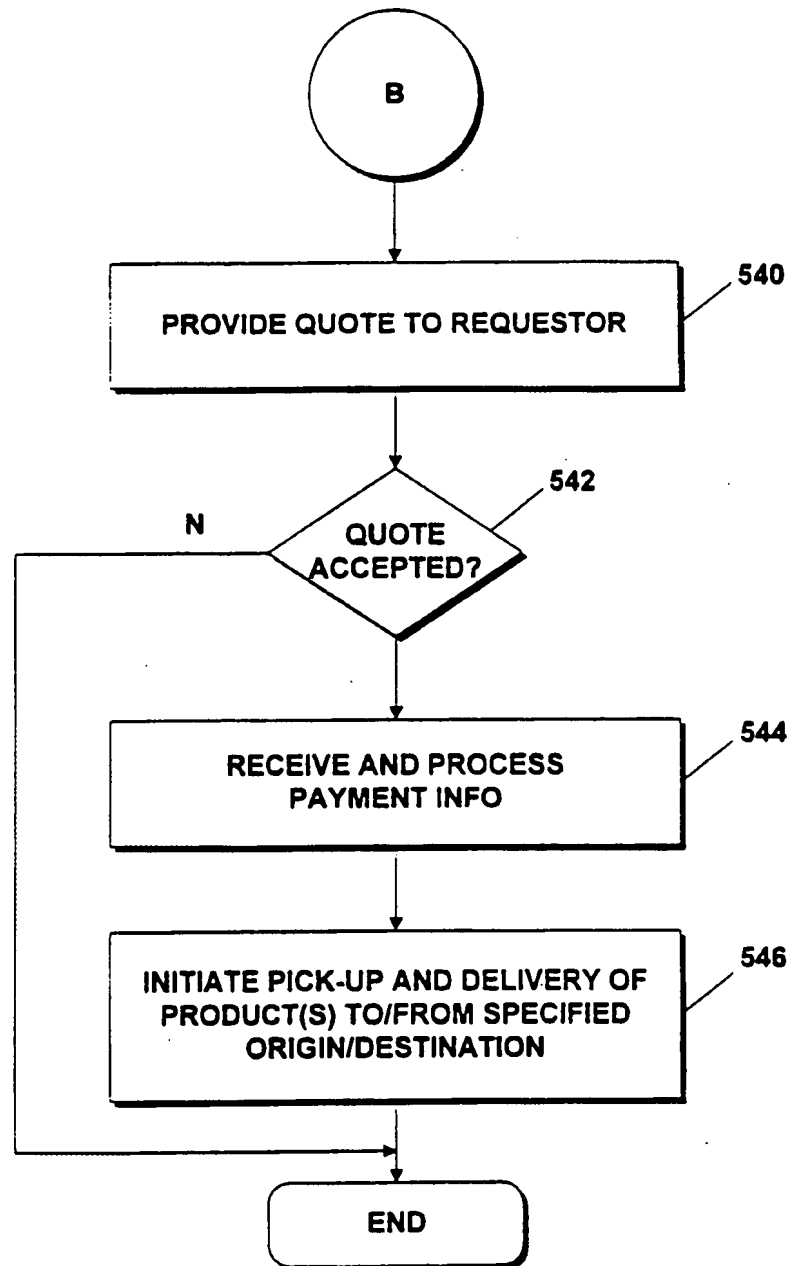 B
PROVIDE QUOTE TO REQUESTOR
540
QUOTE
ACCEPTED?
542
N
RECEIVE AND PROCESS
PAYMENT INFO
544
INITIATE PICK-UP AND DELIVERY OF
PRODUCT(S) TO/FROM SPECIFIED
ORIGIN/DESTINATION
546
END